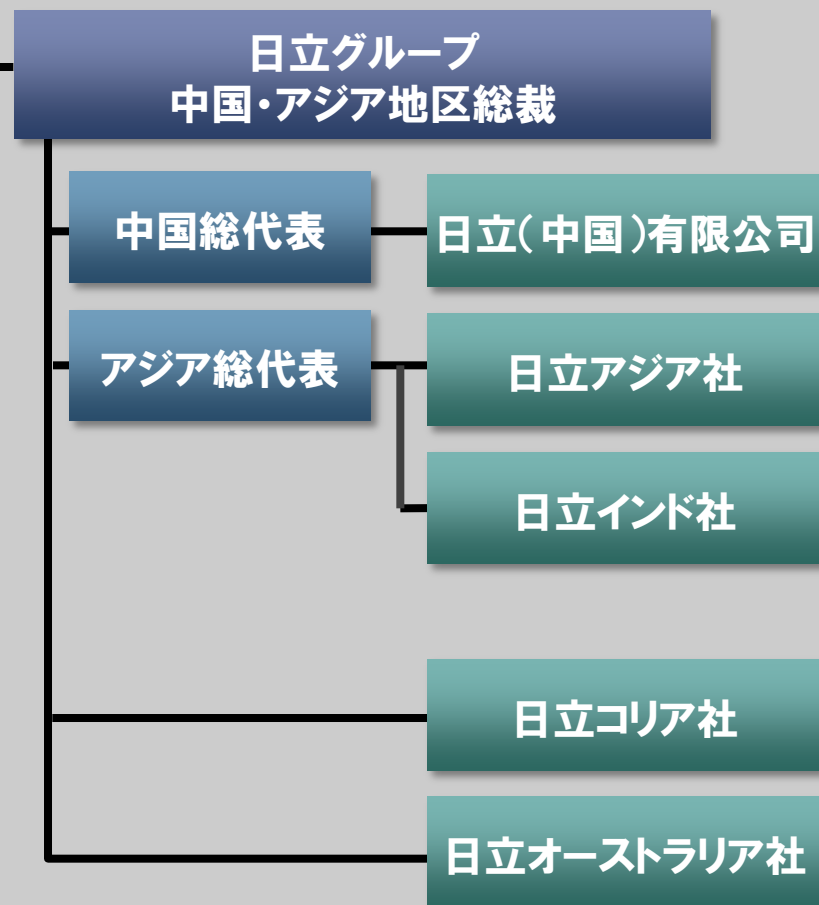 日立グループ
中国・アジア地区総裁
中国総代表
日立（中国）有限公司
アジア総代表
日立アジア社
日立インド社
日立コリア社
日立オーストラリア社